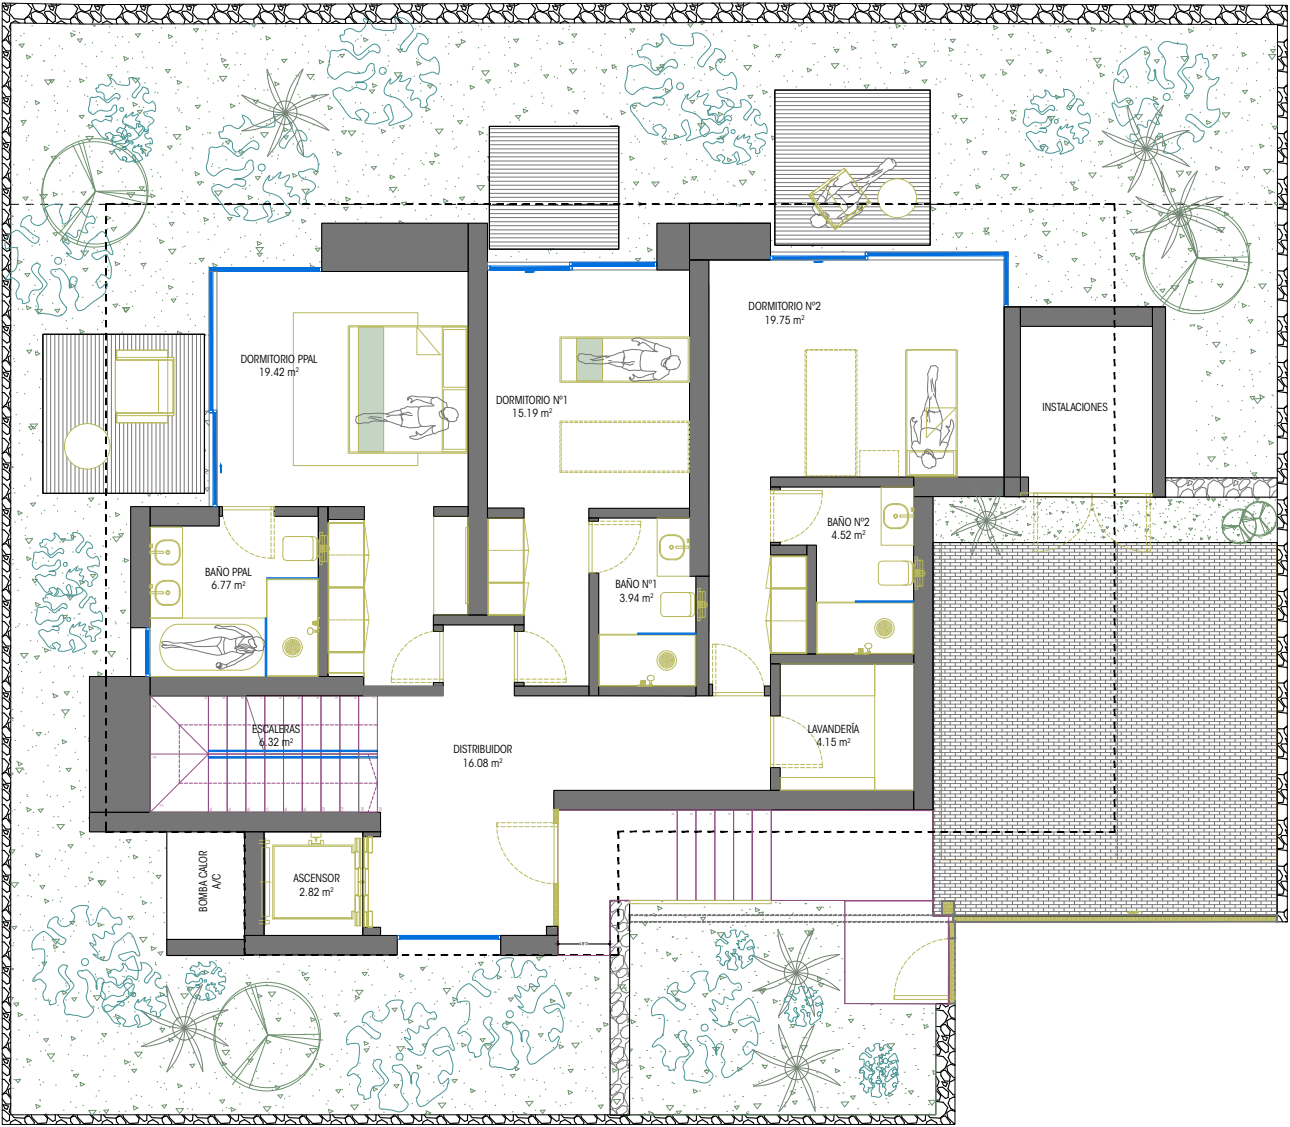 DORMITORIO Nº2
19.75 m²
DORMITORIO PPAL
19.42 m²
DORMITORIO Nº1
15.19 m²
INSTALACIONES
BAÑO Nº2
4.52 m²
BAÑO PPAL
6.77 m²
BAÑO Nº1
3.94 m²
ESCALERAS
6.32 m²
LAVANDERÍA
4.15 m²
DISTRIBUIDOR
16.08 m²
BOMBA CALOR
A/C
ASCENSOR
2.82 m²